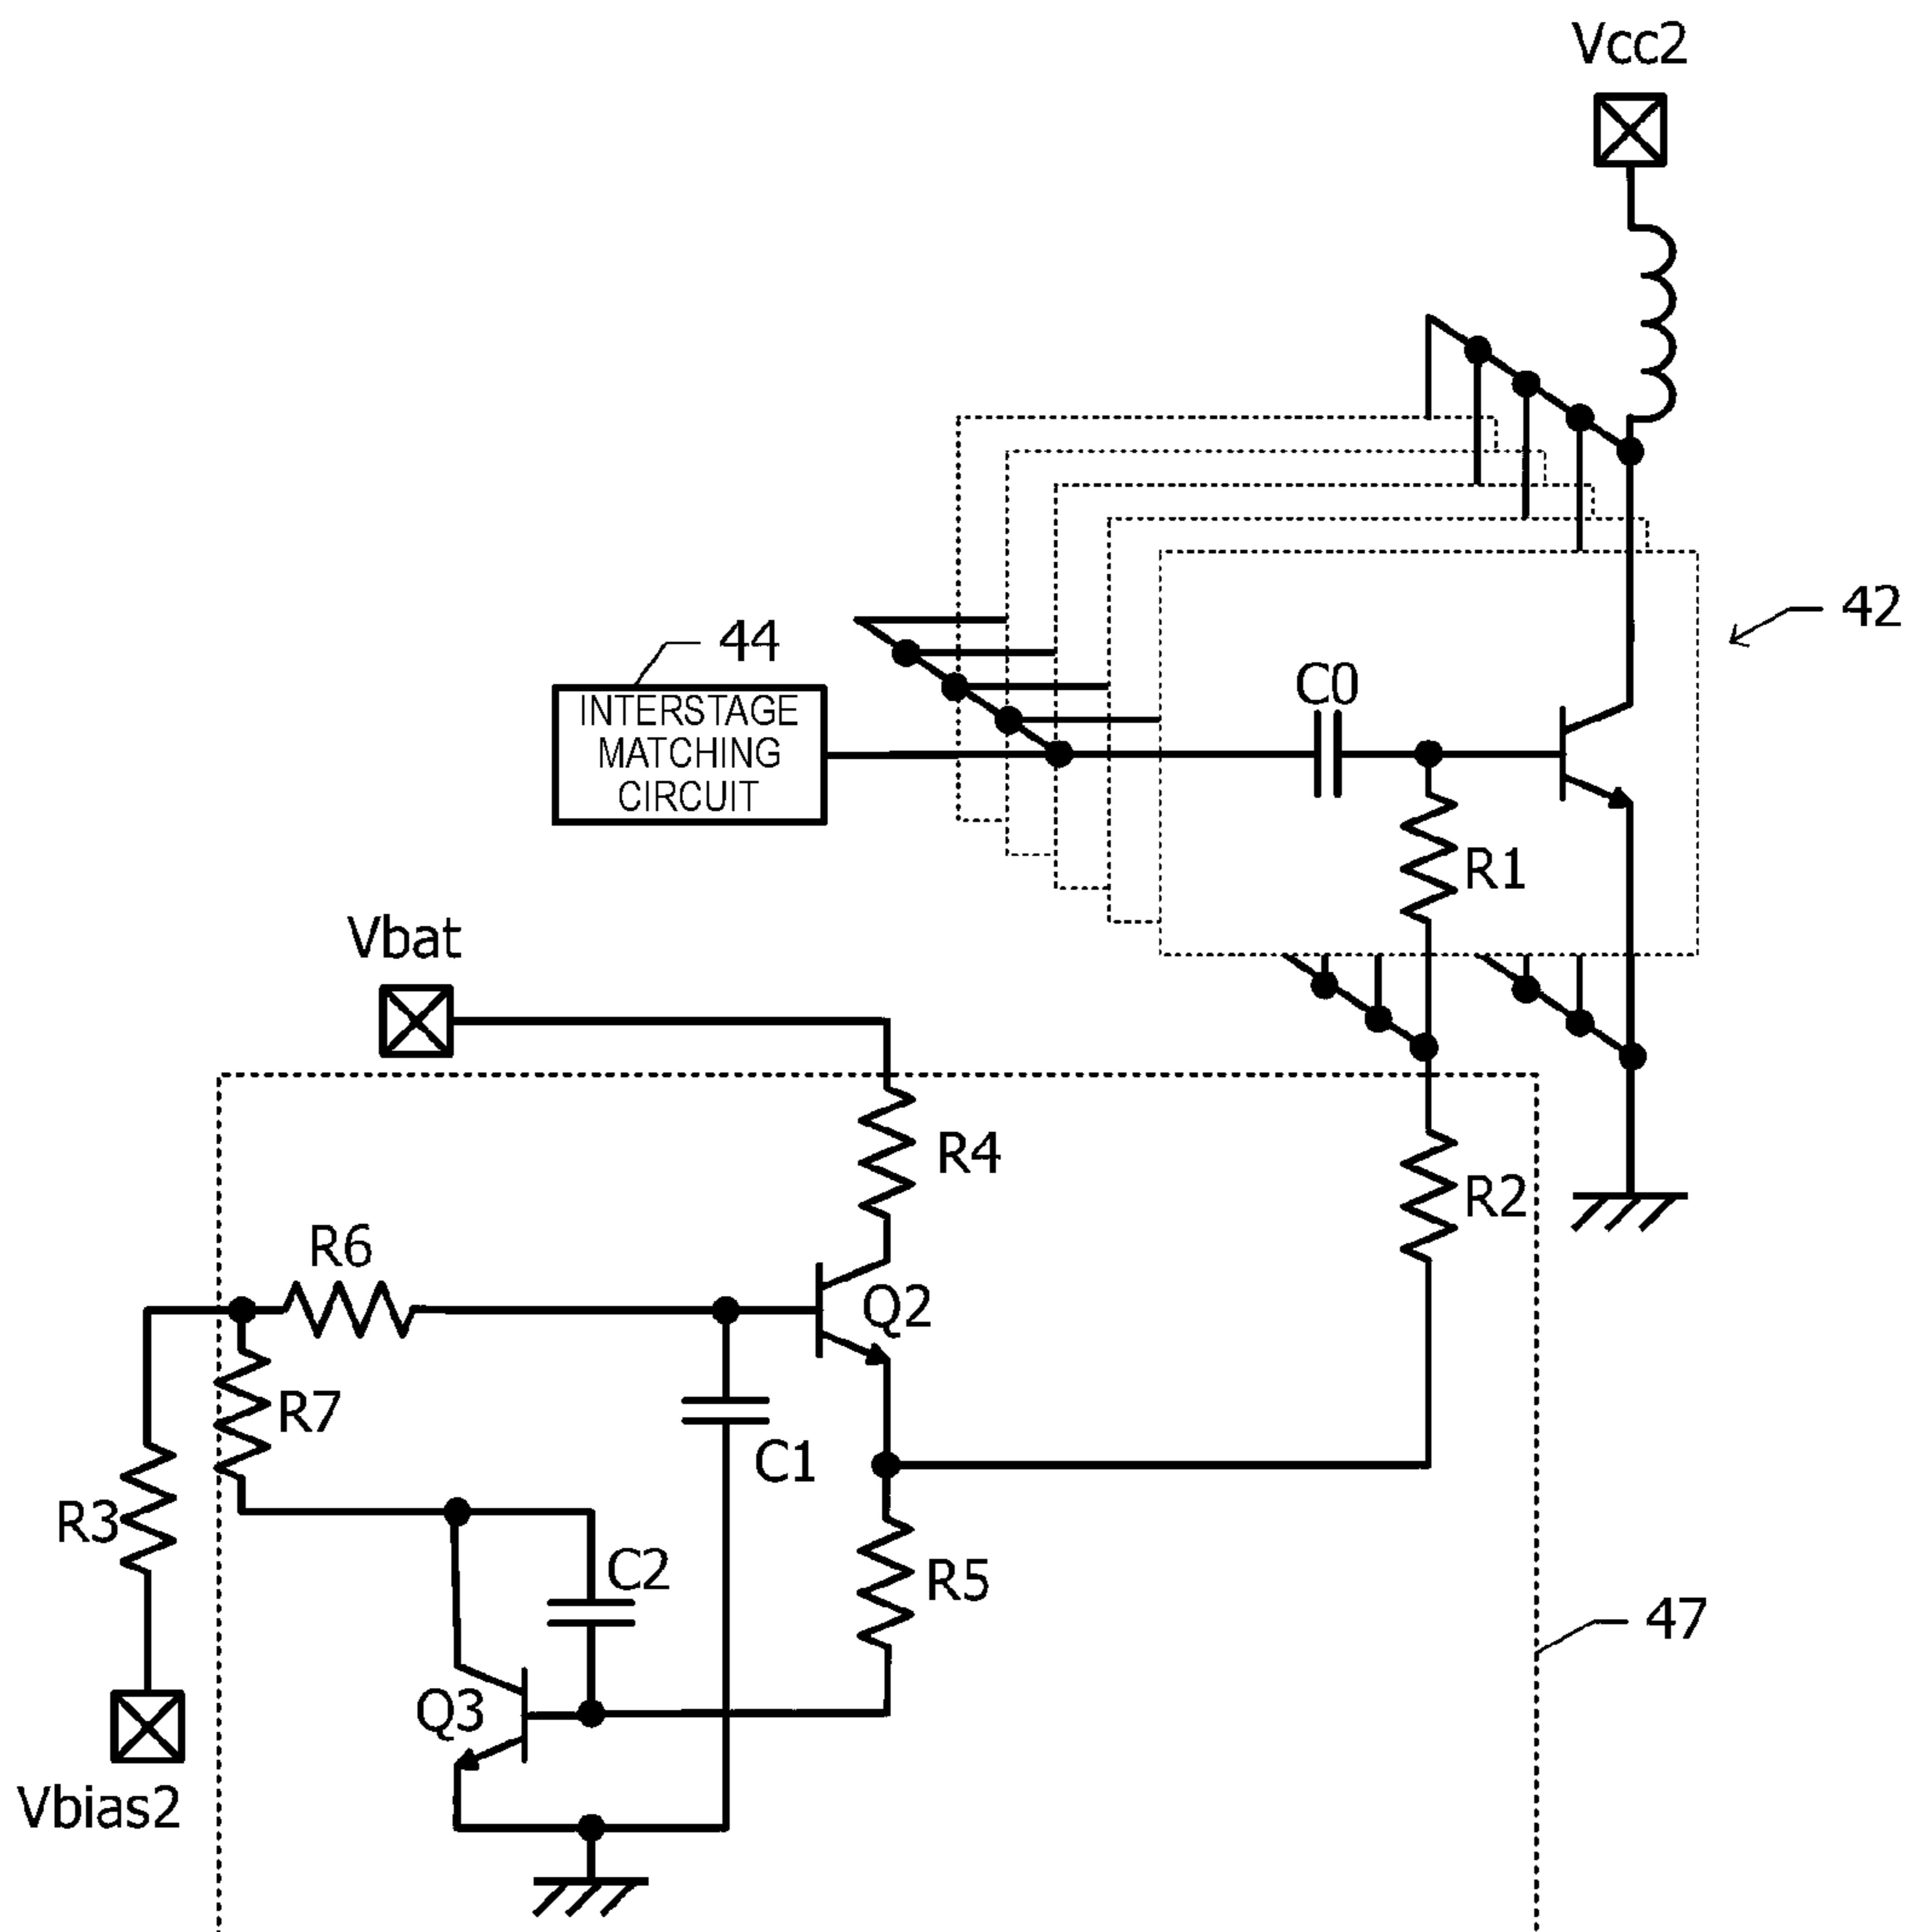 Vcc2
42
44
INTERSTAGE
MATCHING
CIRCUIT
C0
R1
Vbat
R4
R2
R6
Q2
R7
C1
R3
C2
R5
47
Q3
Vbias2